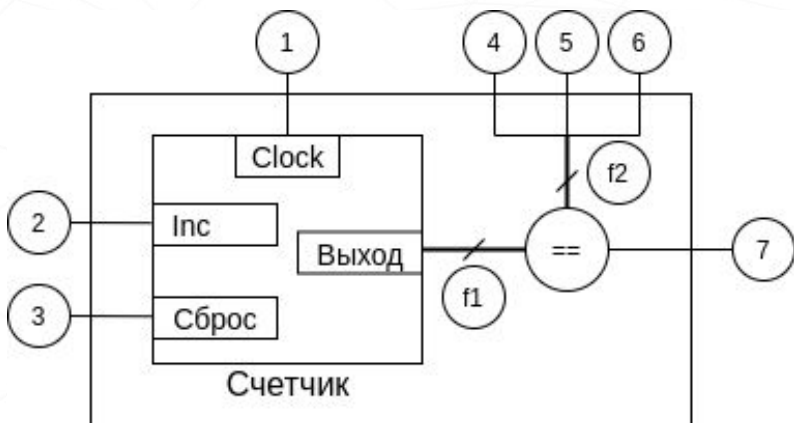 1 4 5 6
Clock
f2
2 Inc
Выход == 7
f1
3 Сброс
Счетчик